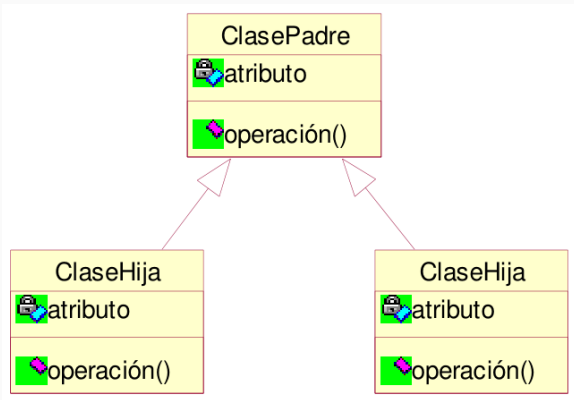 ClasePadre
atributo
operación()
ClaseHija
atributo
operación()
ClaseHija
atributo
operación()